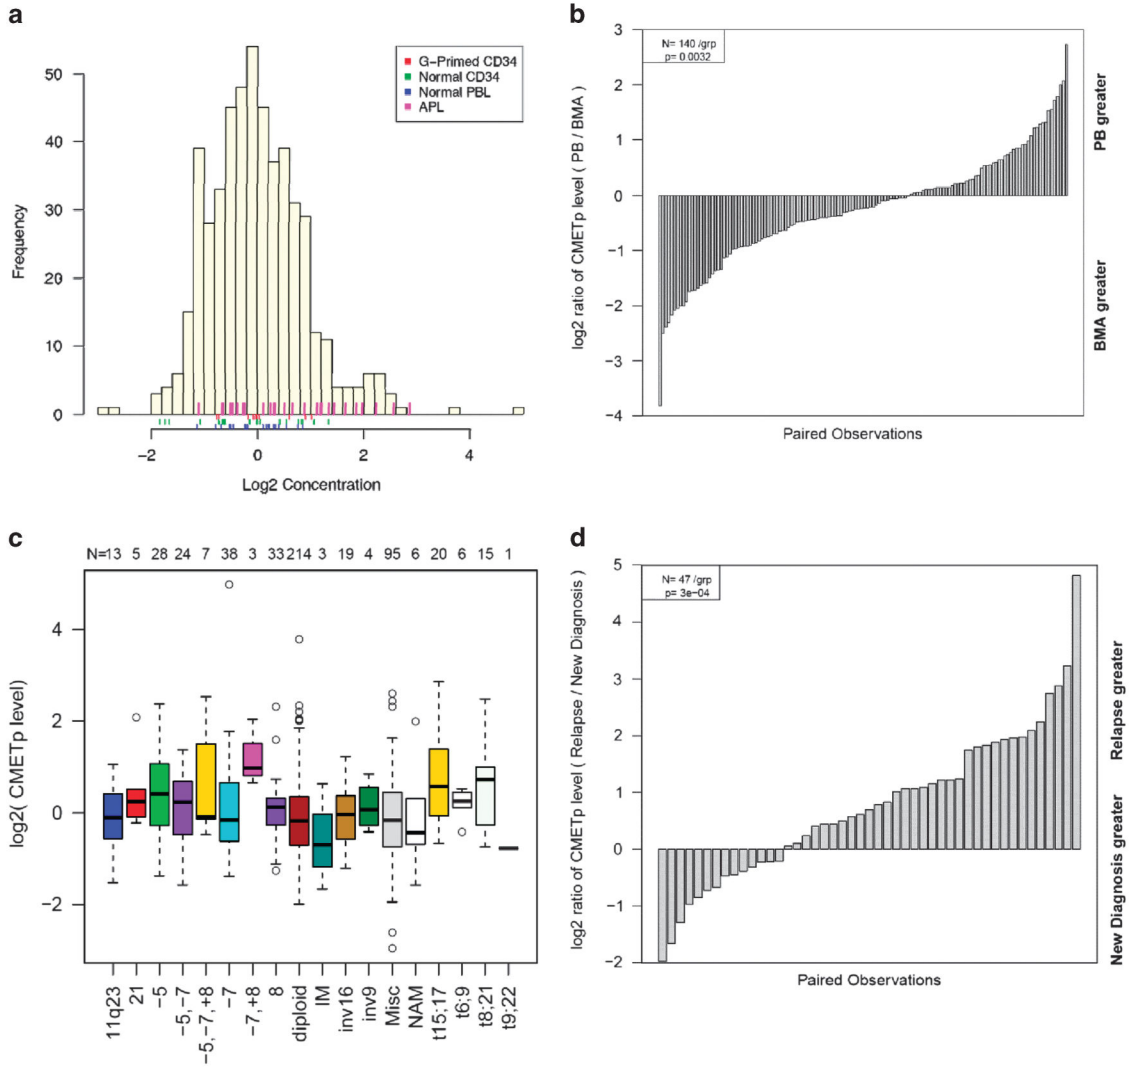 a
G-Primed CD34
Normal CD34
Normal PBL
APL
Frequency
50
40
30
20
10
0
−2 0 2 4
Log2 Concentration
b
N= 140 /grp
p= 0.0032
log2 ratio of CMETp level ( PB / BMA )
3
2
1
0
−1
−2
−3
−4
PB greater
BMA greater
Paired Observations
c
N=13 5 28 24 7 38 3 33 214 3 19 4 95 6 20 6 15 1
log2( CMETp level)
4
2
0
−2
11q23
21
−5
−5,−7
−5,−7,+8
−7
−7,+8
8
diploid
IM
inv16
inv9
Misc
NAM
t15;17
t6;9
t8;21
t9;22
d
N= 47 /grp
p= 3e−04
log2 ratio of CMETp level ( Relapse / New Diagnosis )
5
4
3
2
1
0
−1
−2
Relapse greater
New Diagnosis greater
Paired Observations